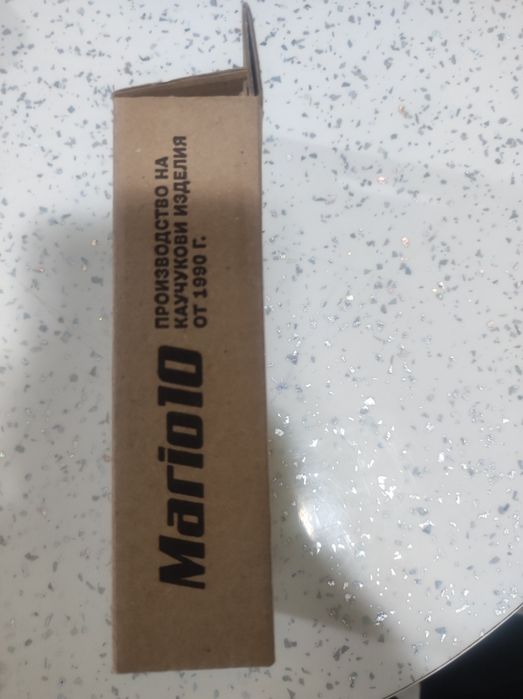 Mario10
ПРОИЗВОДСТВО НА
КАУЧУКОВИ ИЗДЕЛИЯ
ОТ 1990 Г.